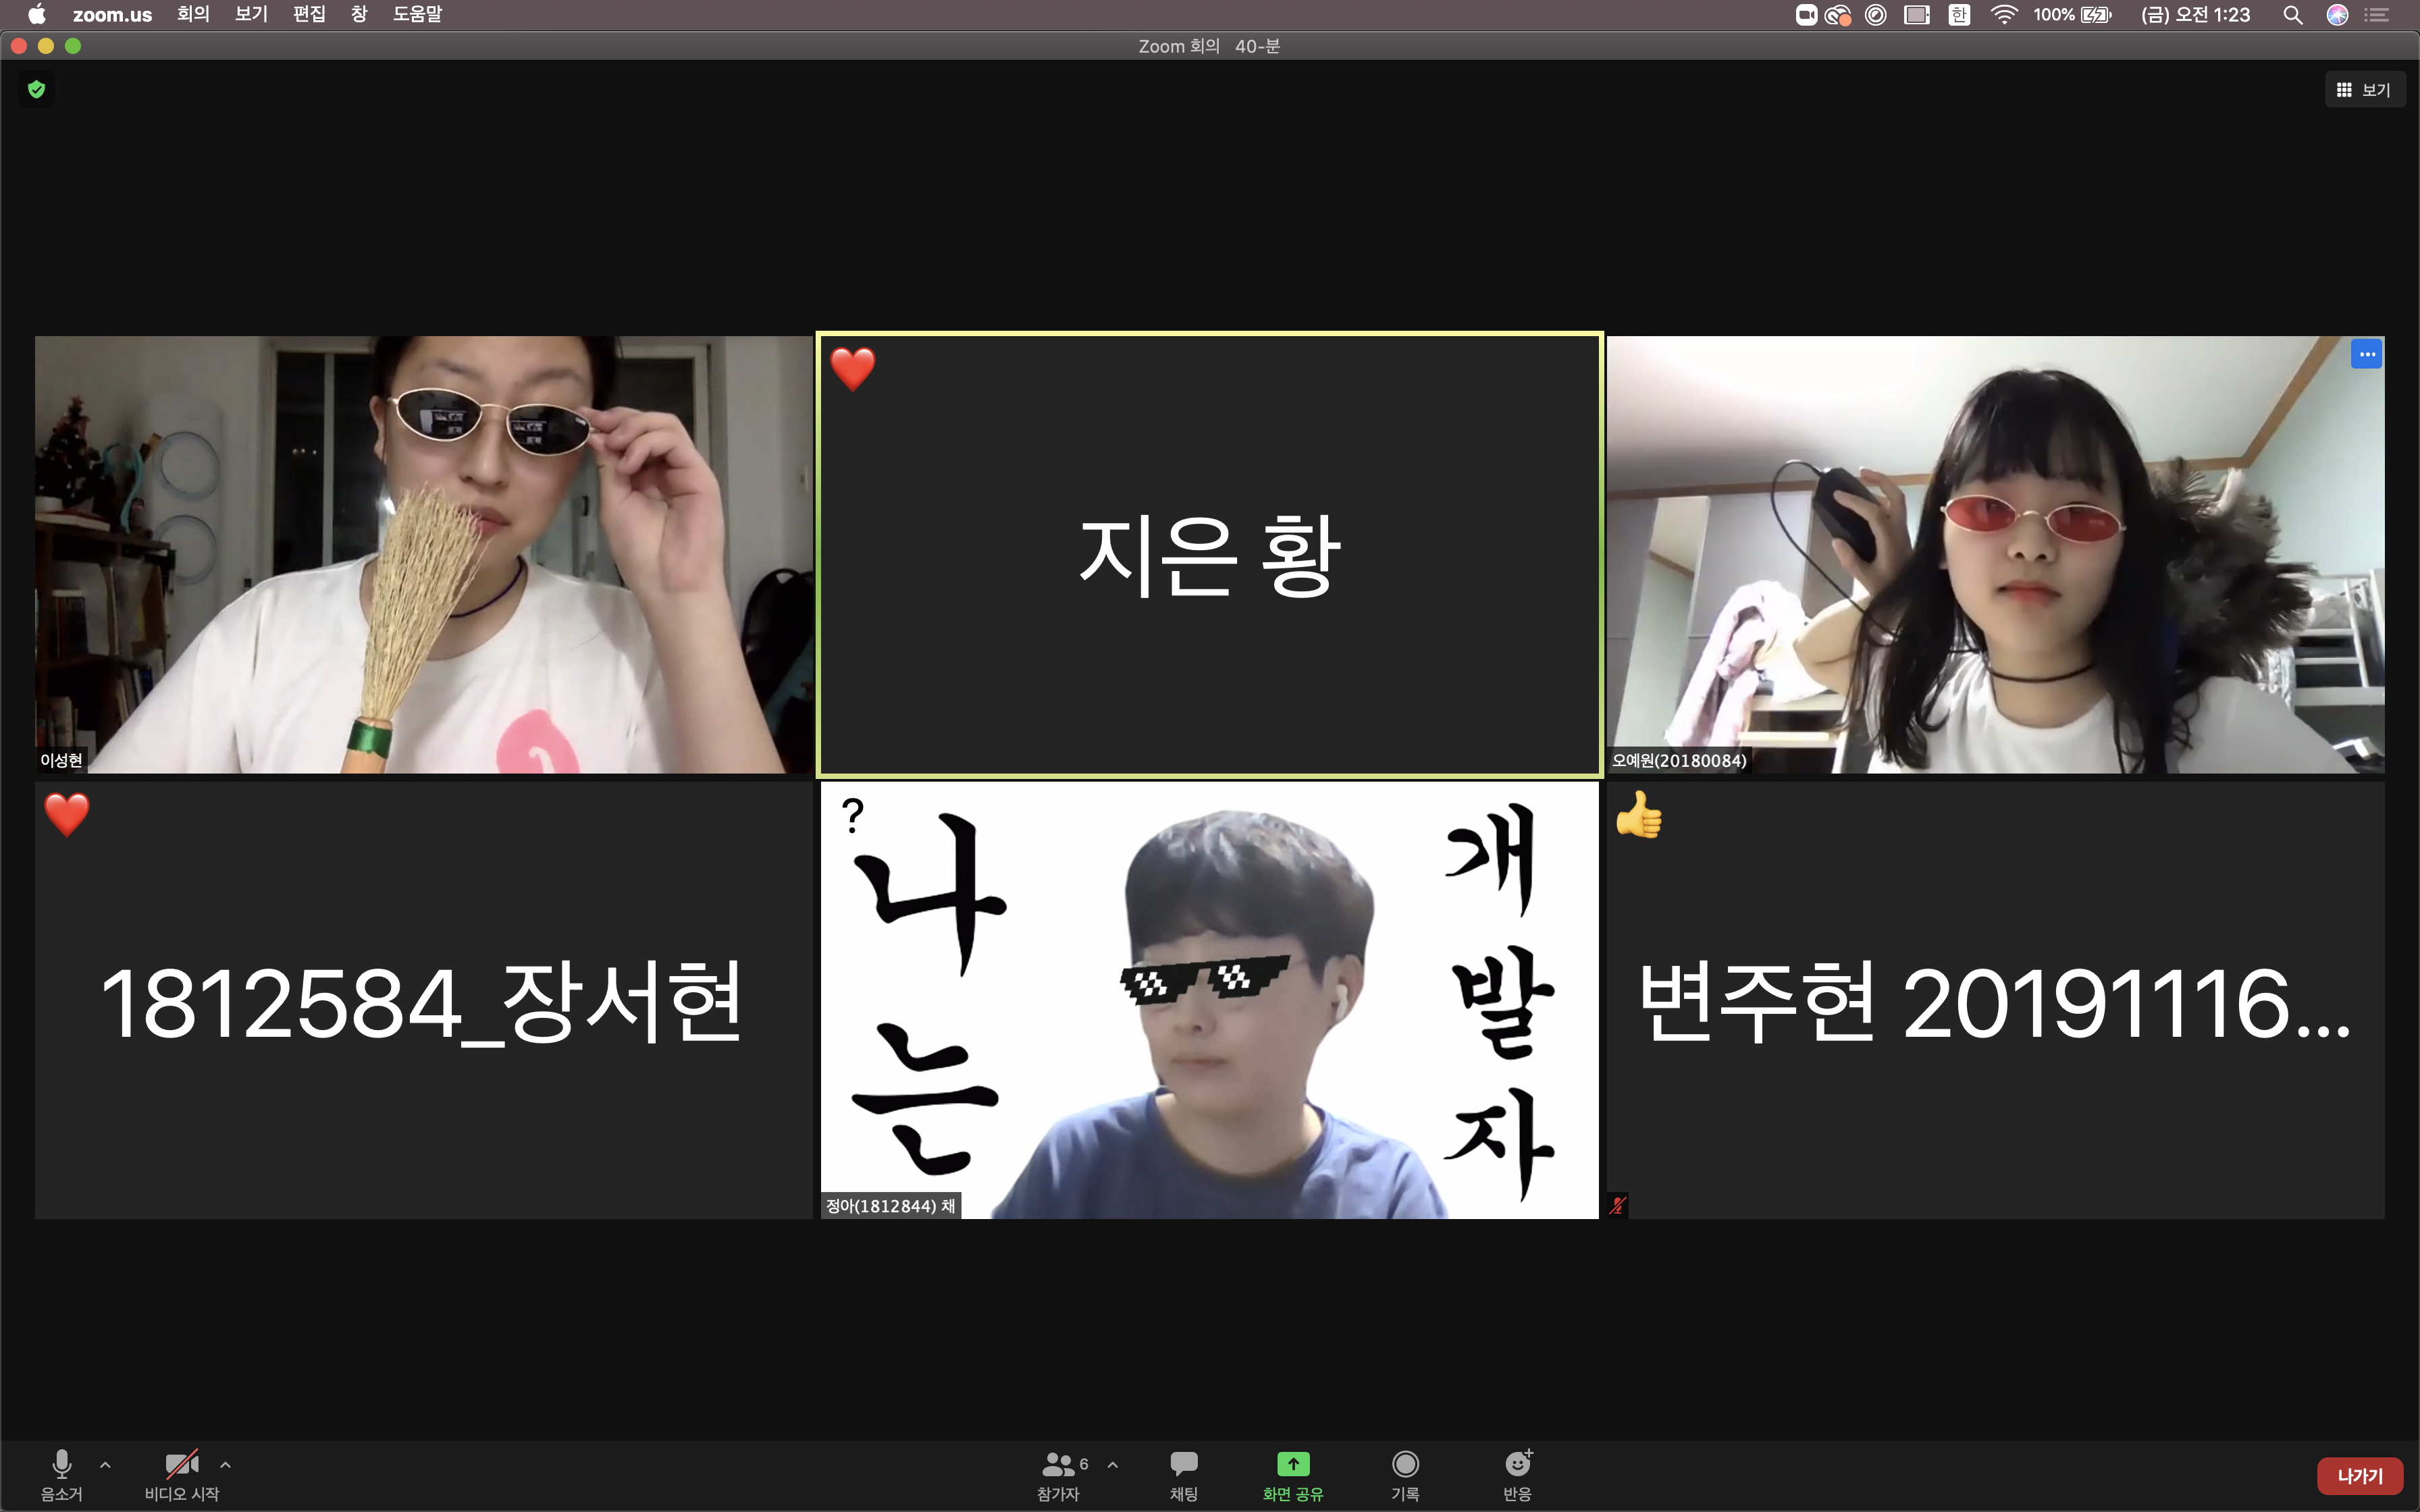 zoom.us 회의 보기 편집 창 도움말
한 100% (금) 오전 1:23
Zoom 회의 40-분
보기
이성현
지은 황
오예원(20180084)
1812584_장서현
?
나는
개발자
정아(1812844) 채
변주현 20191116...
음소거
비디오 시작
6
참가자
채팅
화면 공유
기록
반응
나가기